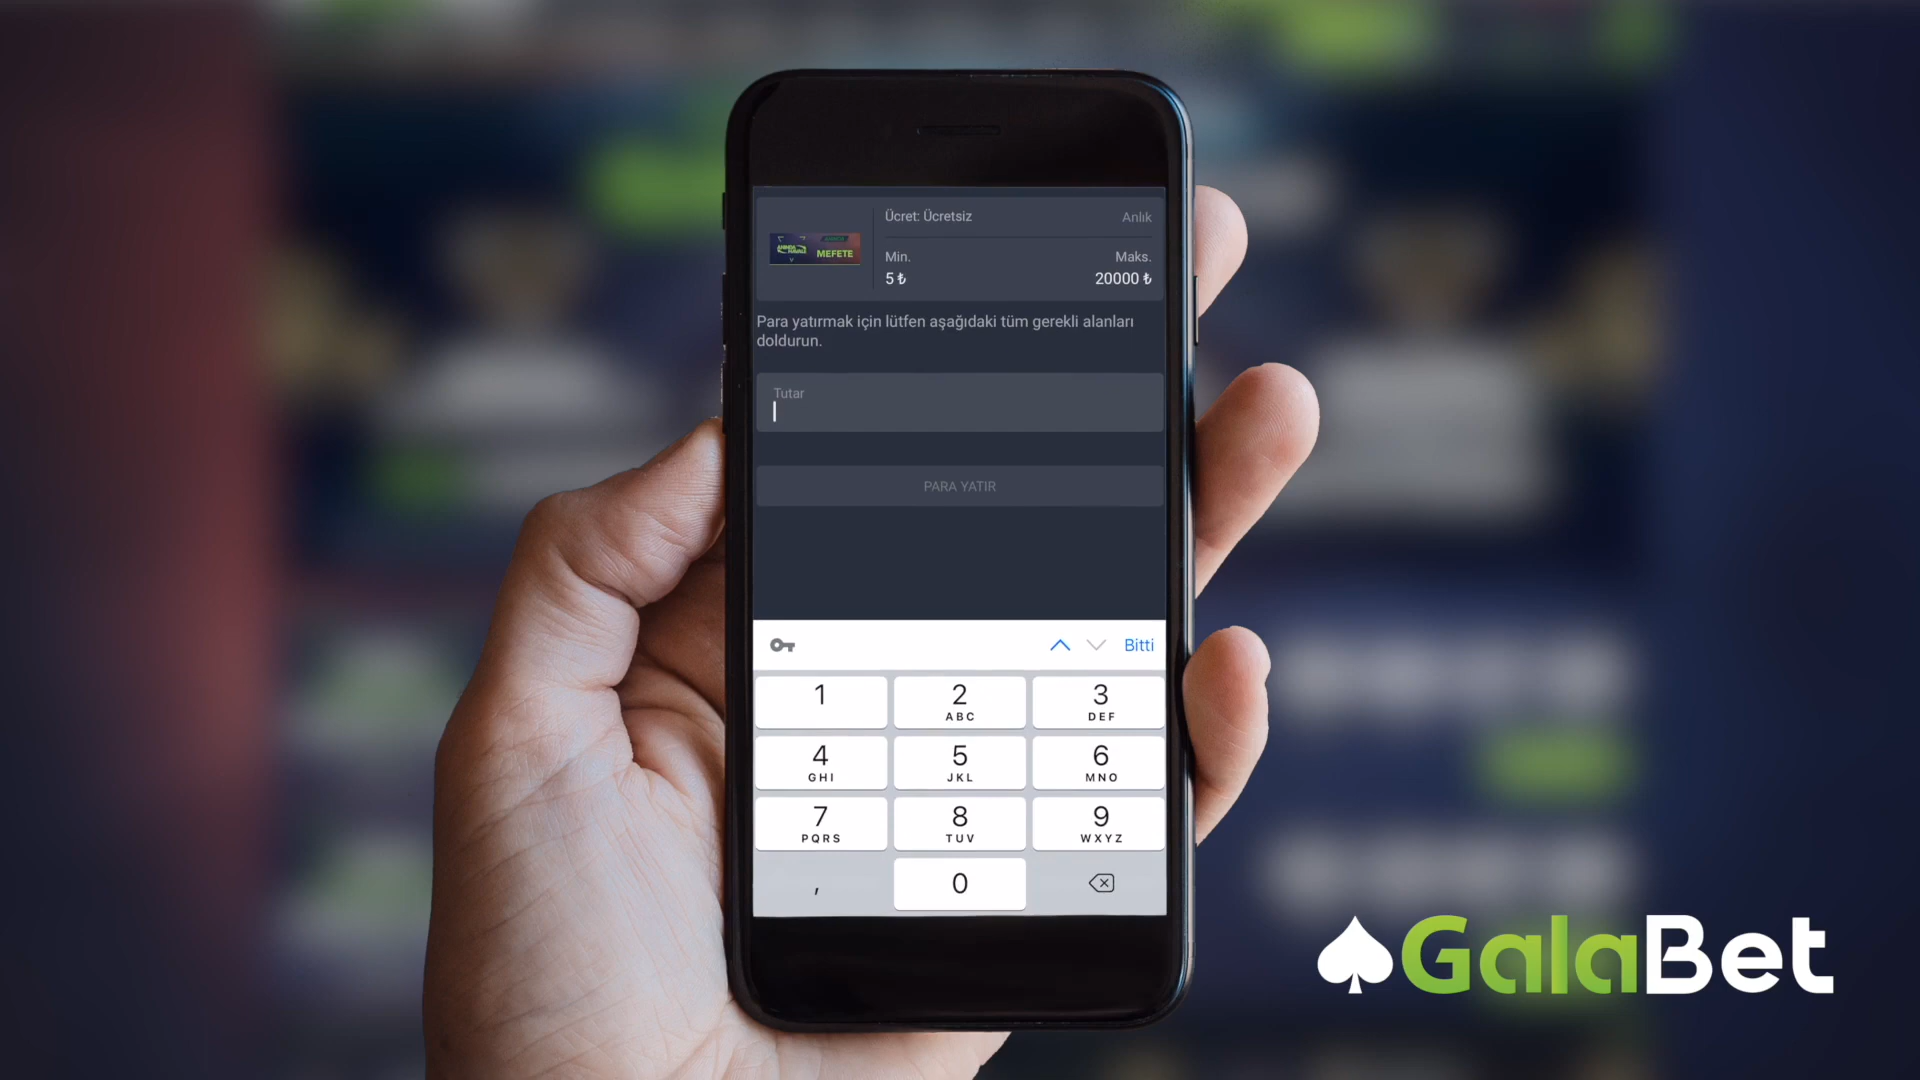 Ücret: Ücretsiz
Anlık
MEFETE
Min.
Maks.
5 ₺
20000 ₺
Para yatırmak için lütfen aşağıdaki tüm gerekli alanları
doldurun.
Tutar
PARA YATIR
Bitti
1
2
ABC
3
DEF
4
GHI
5
JKL
6
MNO
7
PQRS
8
TUV
9
WXYZ
,
0
GalaBet